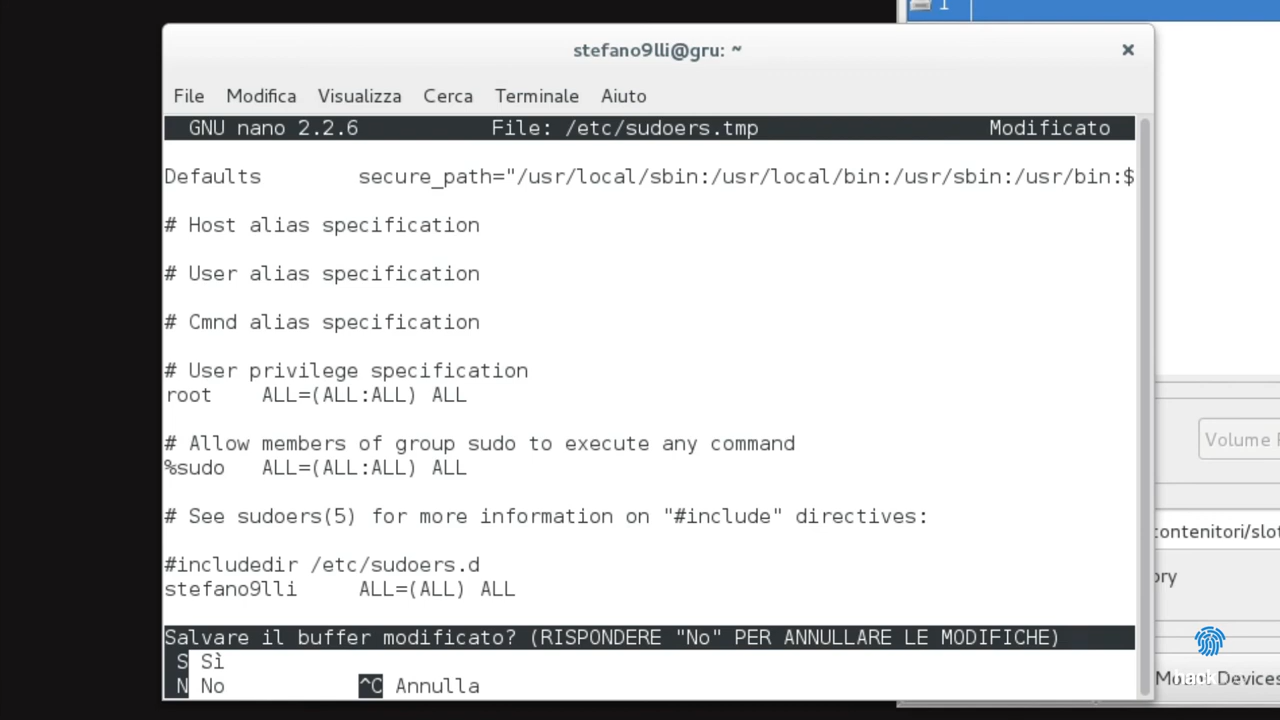 1
stefano9lli@gru: ~
File Modifica Visualizza Cerca Terminale Aiuto
GNU nano 2.2.6 File: /etc/sudoers.tmp Modificato
Defaults secure_path="/usr/local/sbin:/usr/local/bin:/usr/sbin:/usr/bin:$
# Host alias specification
# User alias specification
# Cmnd alias specification
# User privilege specification
root ALL=(ALL:ALL) ALL
# Allow members of group sudo to execute any command
%sudo ALL=(ALL:ALL) ALL
# See sudoers(5) for more information on "#include" directives:
#includedir /etc/sudoers.d
stefano9lli ALL=(ALL) ALL
Salvare il buffer modificato? (RISPONDERE "No" PER ANNULLARE LE MODIFICHE)
S Sì
N No ^C Annulla
Volume
contenitori/slot
ory
Devices
hack